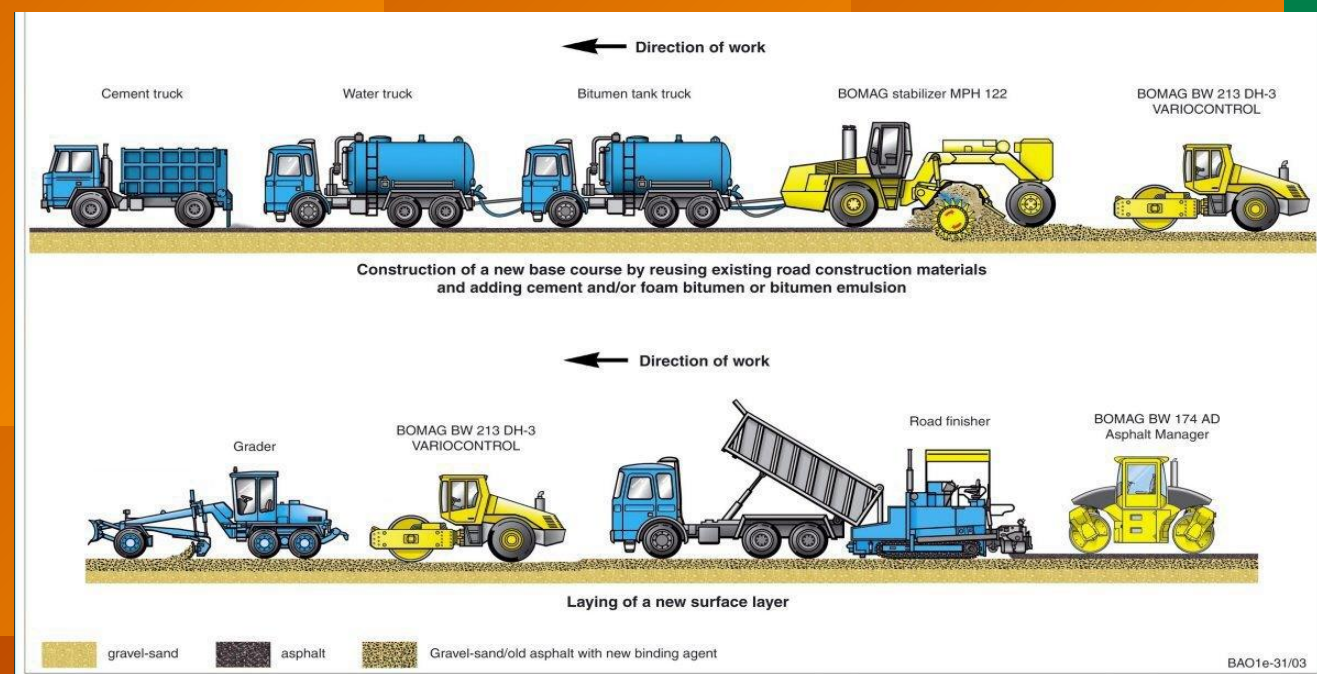 Direction of work
Cement truck
Water truck
Bitumen tank truck
BOMAG stabilizer MPH 122
BOMAG BW 213 DH-3
VARIOCONTROL
Construction of a new base course by reusing existing road construction materials
and adding cement and/or foam bitumen or bitumen emulsion
Direction of work
Grader
BOMAG BW 213 DH-3
VARIOCONTROL
Road finisher
BOMAG BW 174 AD
Asphalt Manager
Laying of a new surface layer
gravel-sand
asphalt
Gravel-sand/old asphalt with new binding agent
BAO1e-31/03